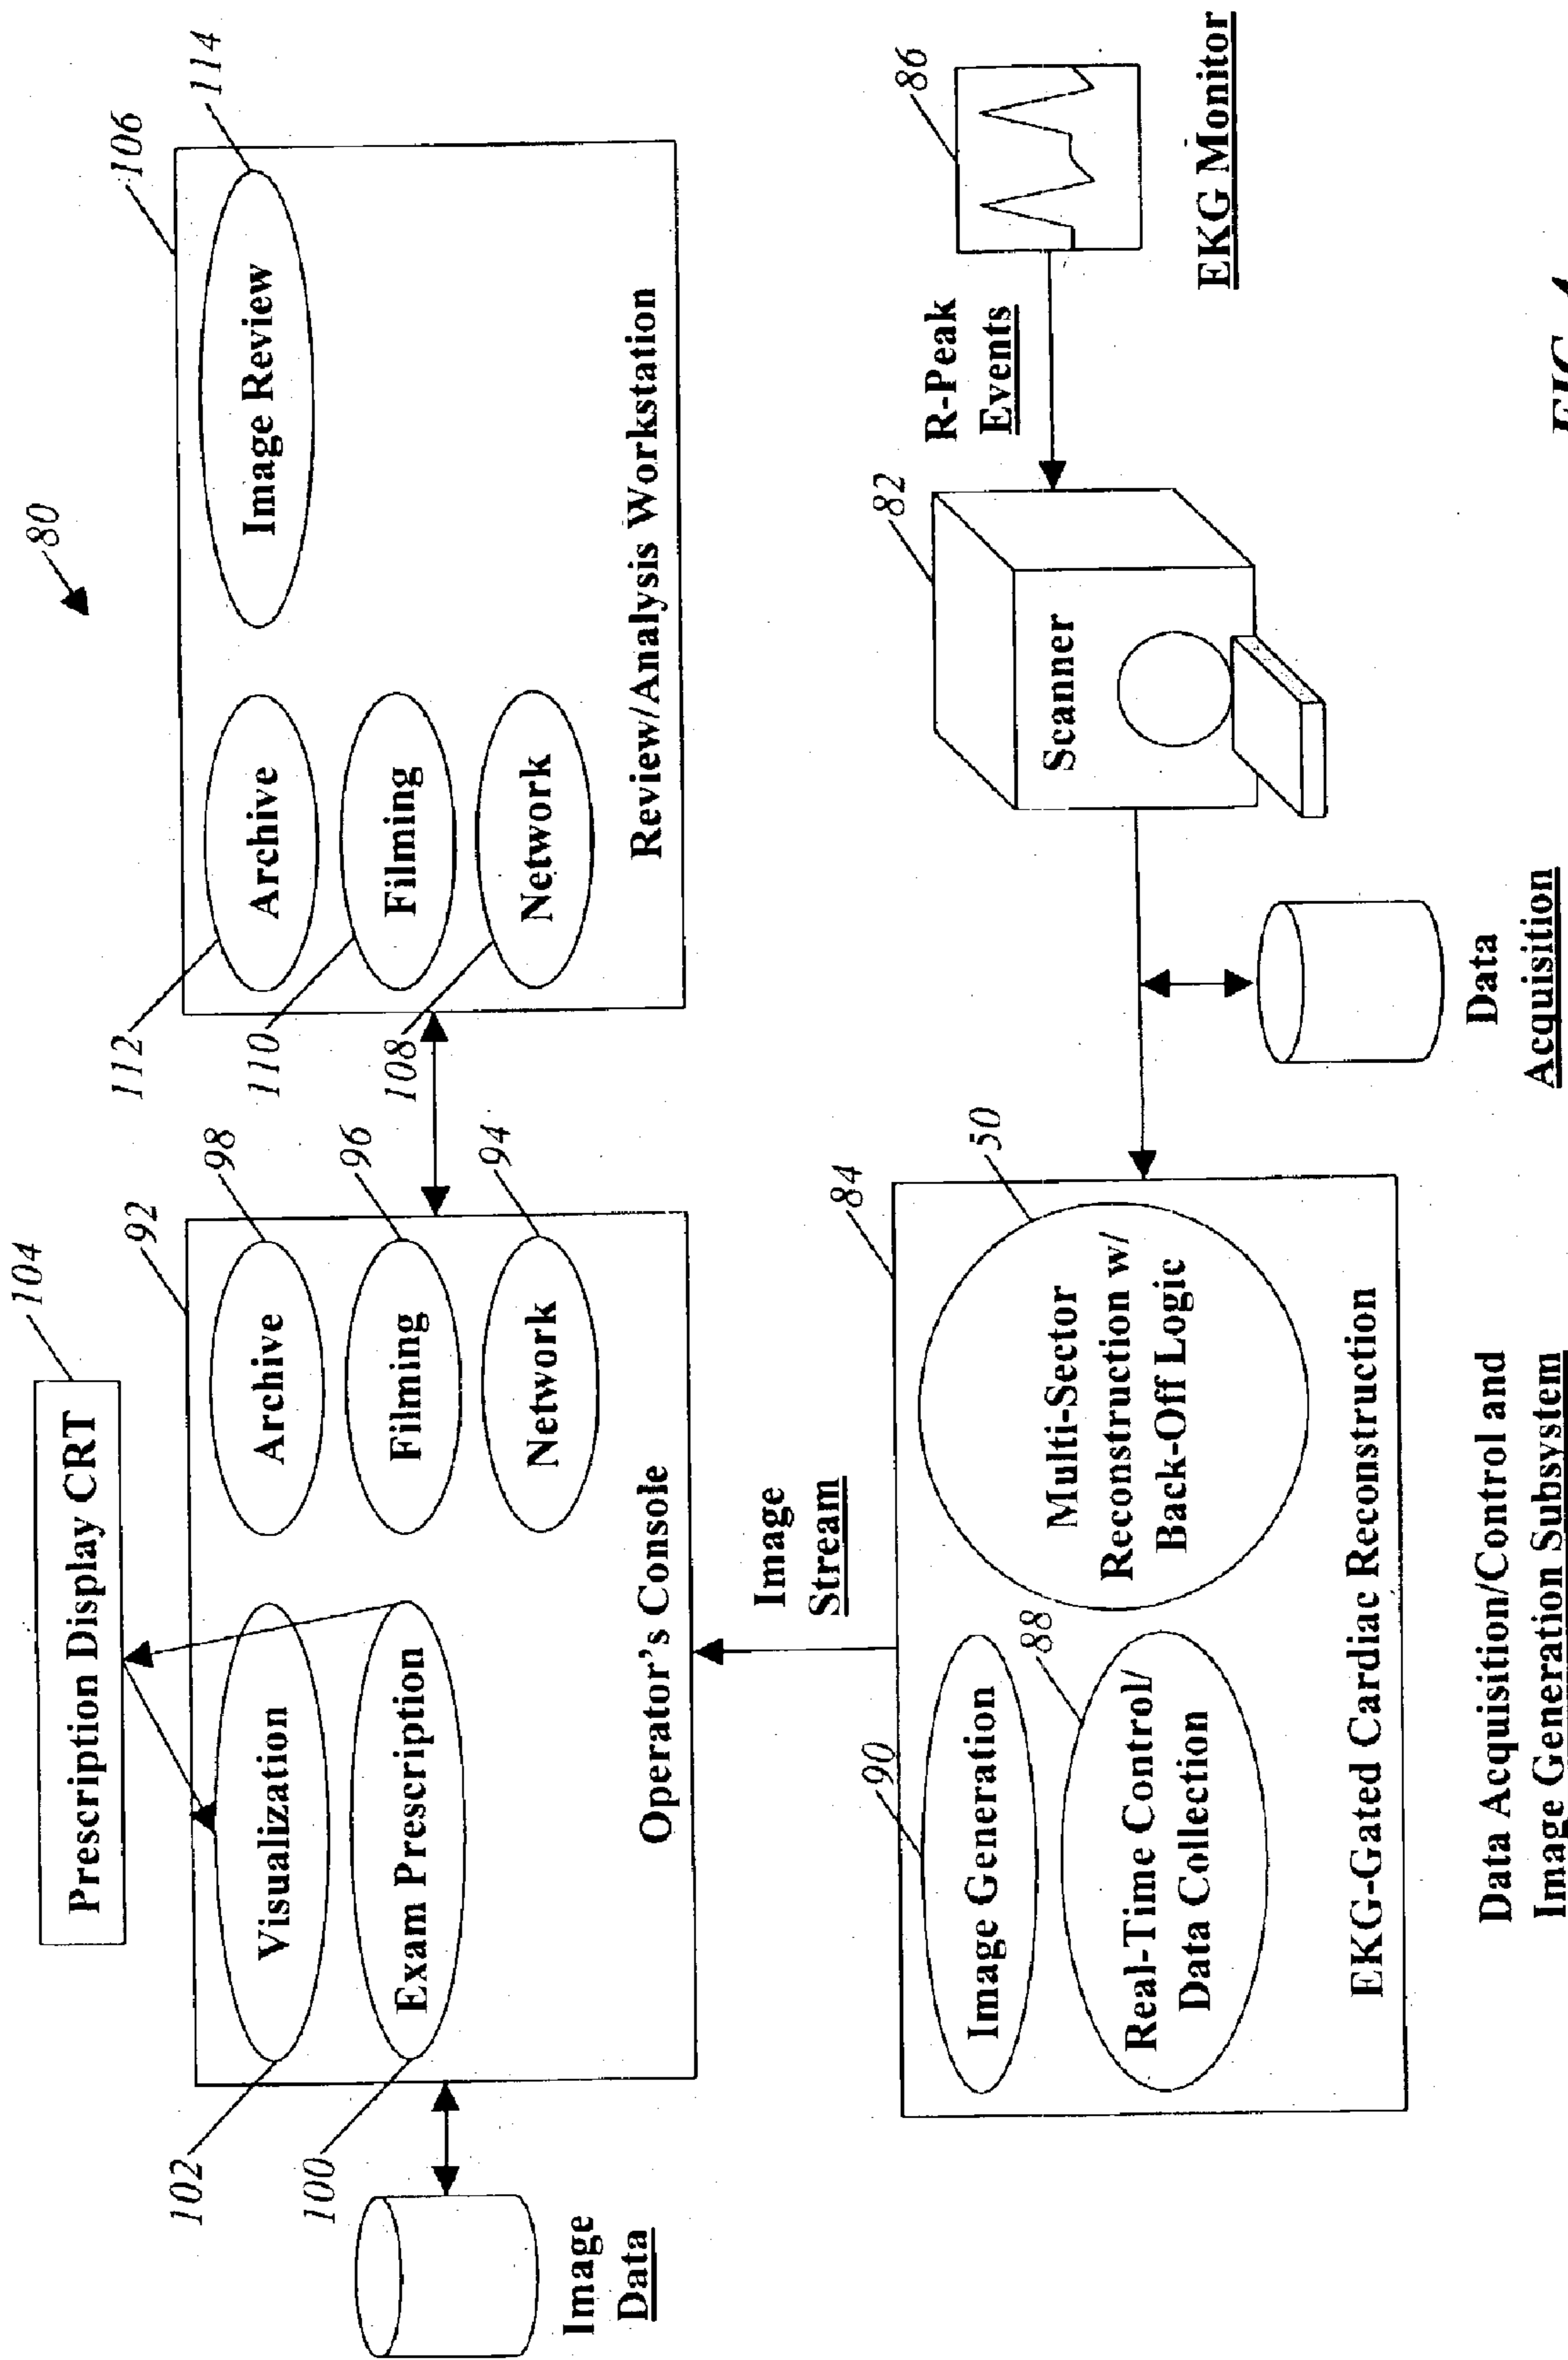 80
104
Prescription Display CRT
92
102
Visualization
100
Exam Prescription
98
Archive
96
Filming
94
Network
Operator's Console
Image
Data
106
112
Archive
110
Filming
108
Network
114
Image Review
Review/Analysis Workstation
Image
Stream
84
90
Image Generation
88
Real-Time Control/
Data Collection
50
Multi-Sector
Reconstruction w/
Back-Off Logic
EKG-Gated Cardiac Reconstruction
Data Acquisition/Control and
Image Generation Subsystem
Data
Acquisition
82
Scanner
R-Peak
Events
86
EKG Monitor